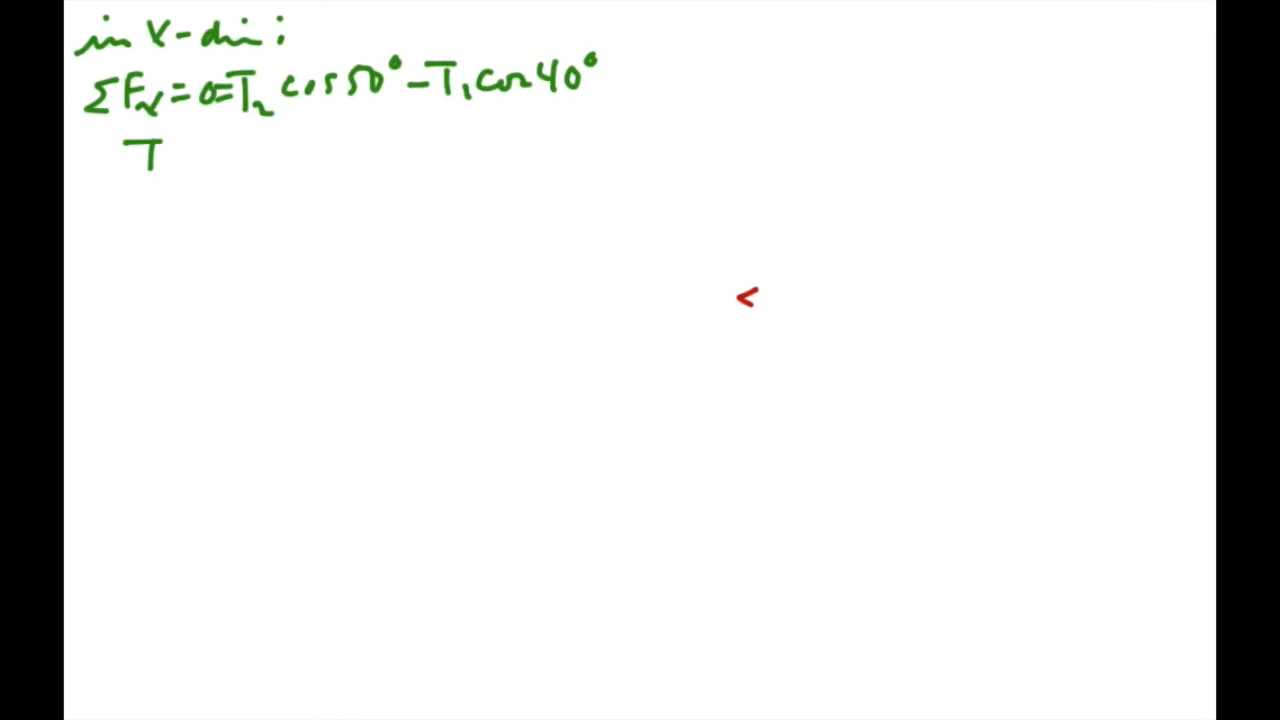 in x-dir:
ΣFx = 0 = T₂ cos 50° - T₁ cos 40°
T
<